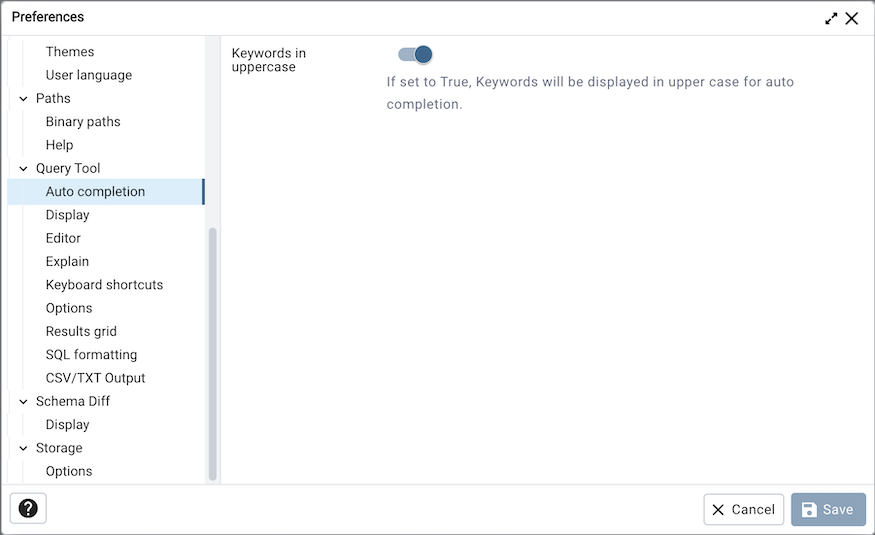 Preferences
Themes
User language
Paths
Binary paths
Help
Query Tool
Auto completion
Display
Editor
Explain
Keyboard shortcuts
Options
Results grid
SQL formatting
CSV/TXT Output
Schema Diff
Display
Storage
Options
Keywords in
uppercase
If set to True, Keywords will be displayed in upper case for auto
completion.
?
Cancel
Save